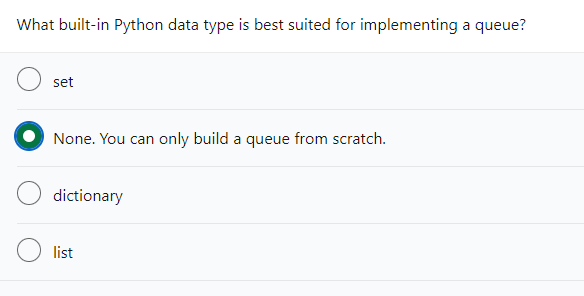 What built-in Python data type is best suited for implementing a queue?
set
None. You can only build a queue from scratch.
dictionary
list